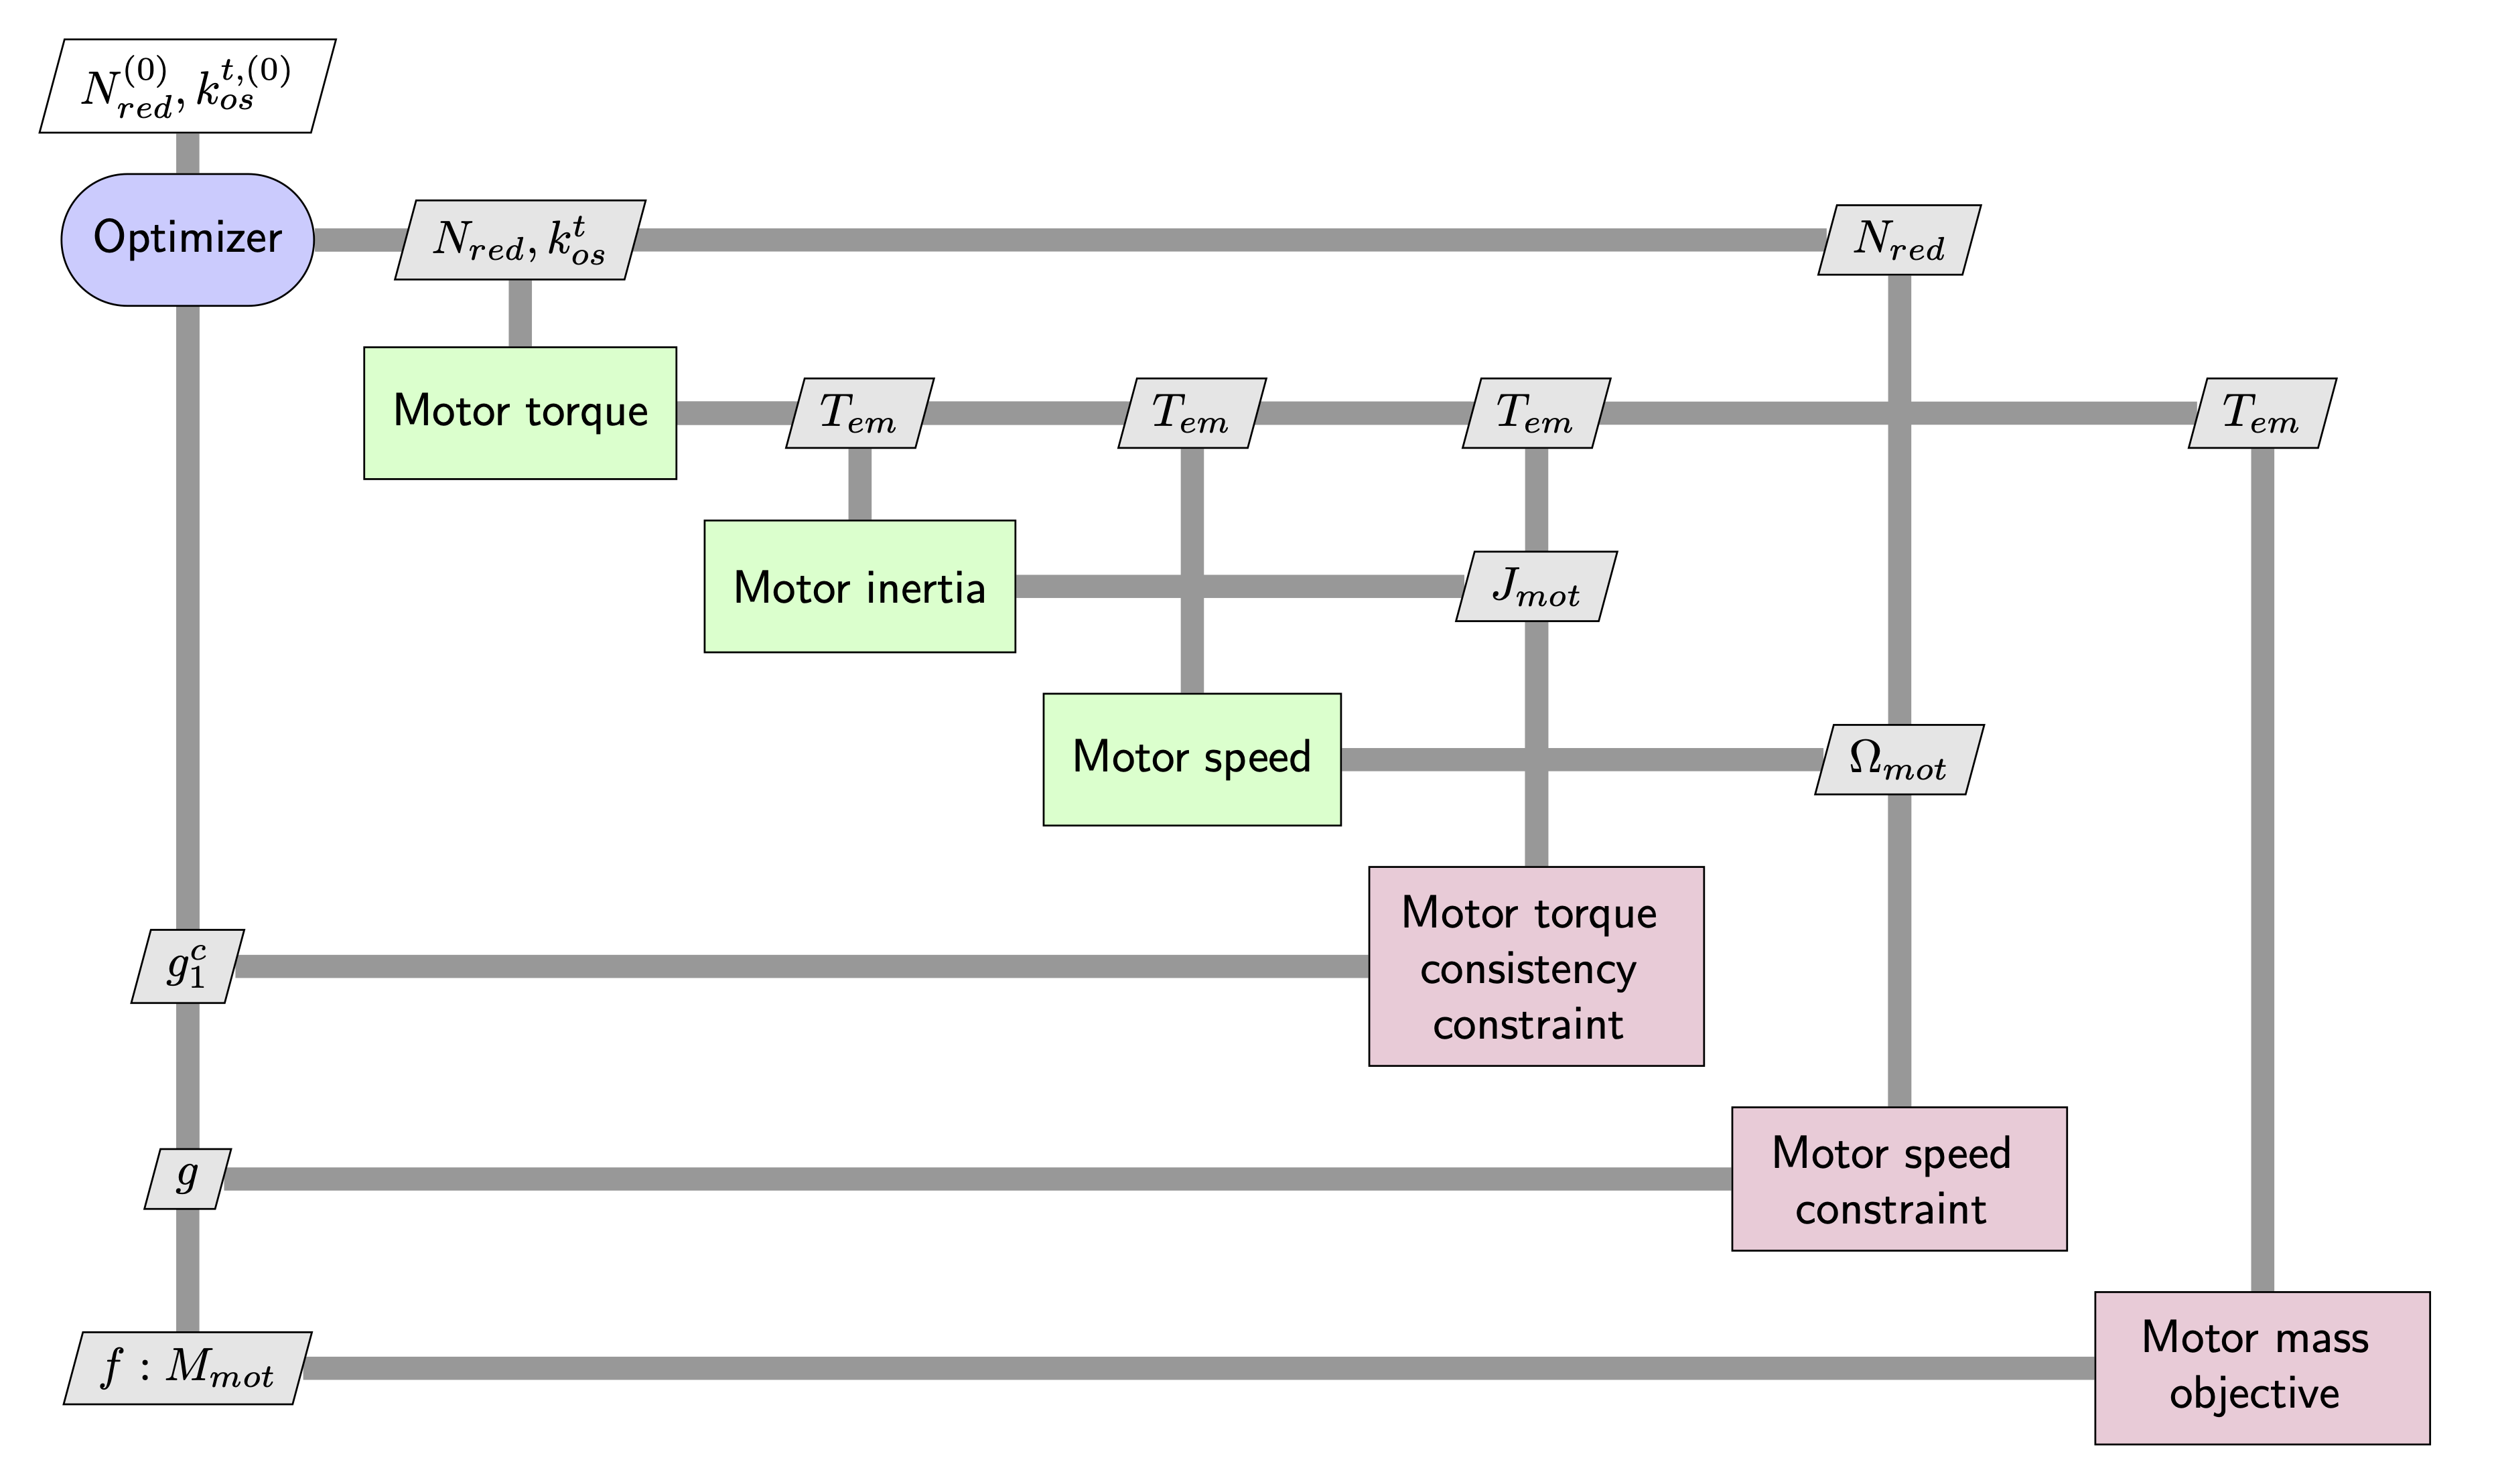 $N_{red}^{(0)}, k_{os}^{t,(0)}$
Optimizer
$N_{red}, k_{os}^{t}$
$N_{red}$
Motor torque
$T_{em}$
$T_{em}$
$T_{em}$
$T_{em}$
Motor inertia
$J_{mot}$
Motor speed
$\Omega_{mot}$
$g_1^c$
Motor torque
consistency
constraint
$g$
Motor speed
constraint
$f : M_{mot}$
Motor mass
objective